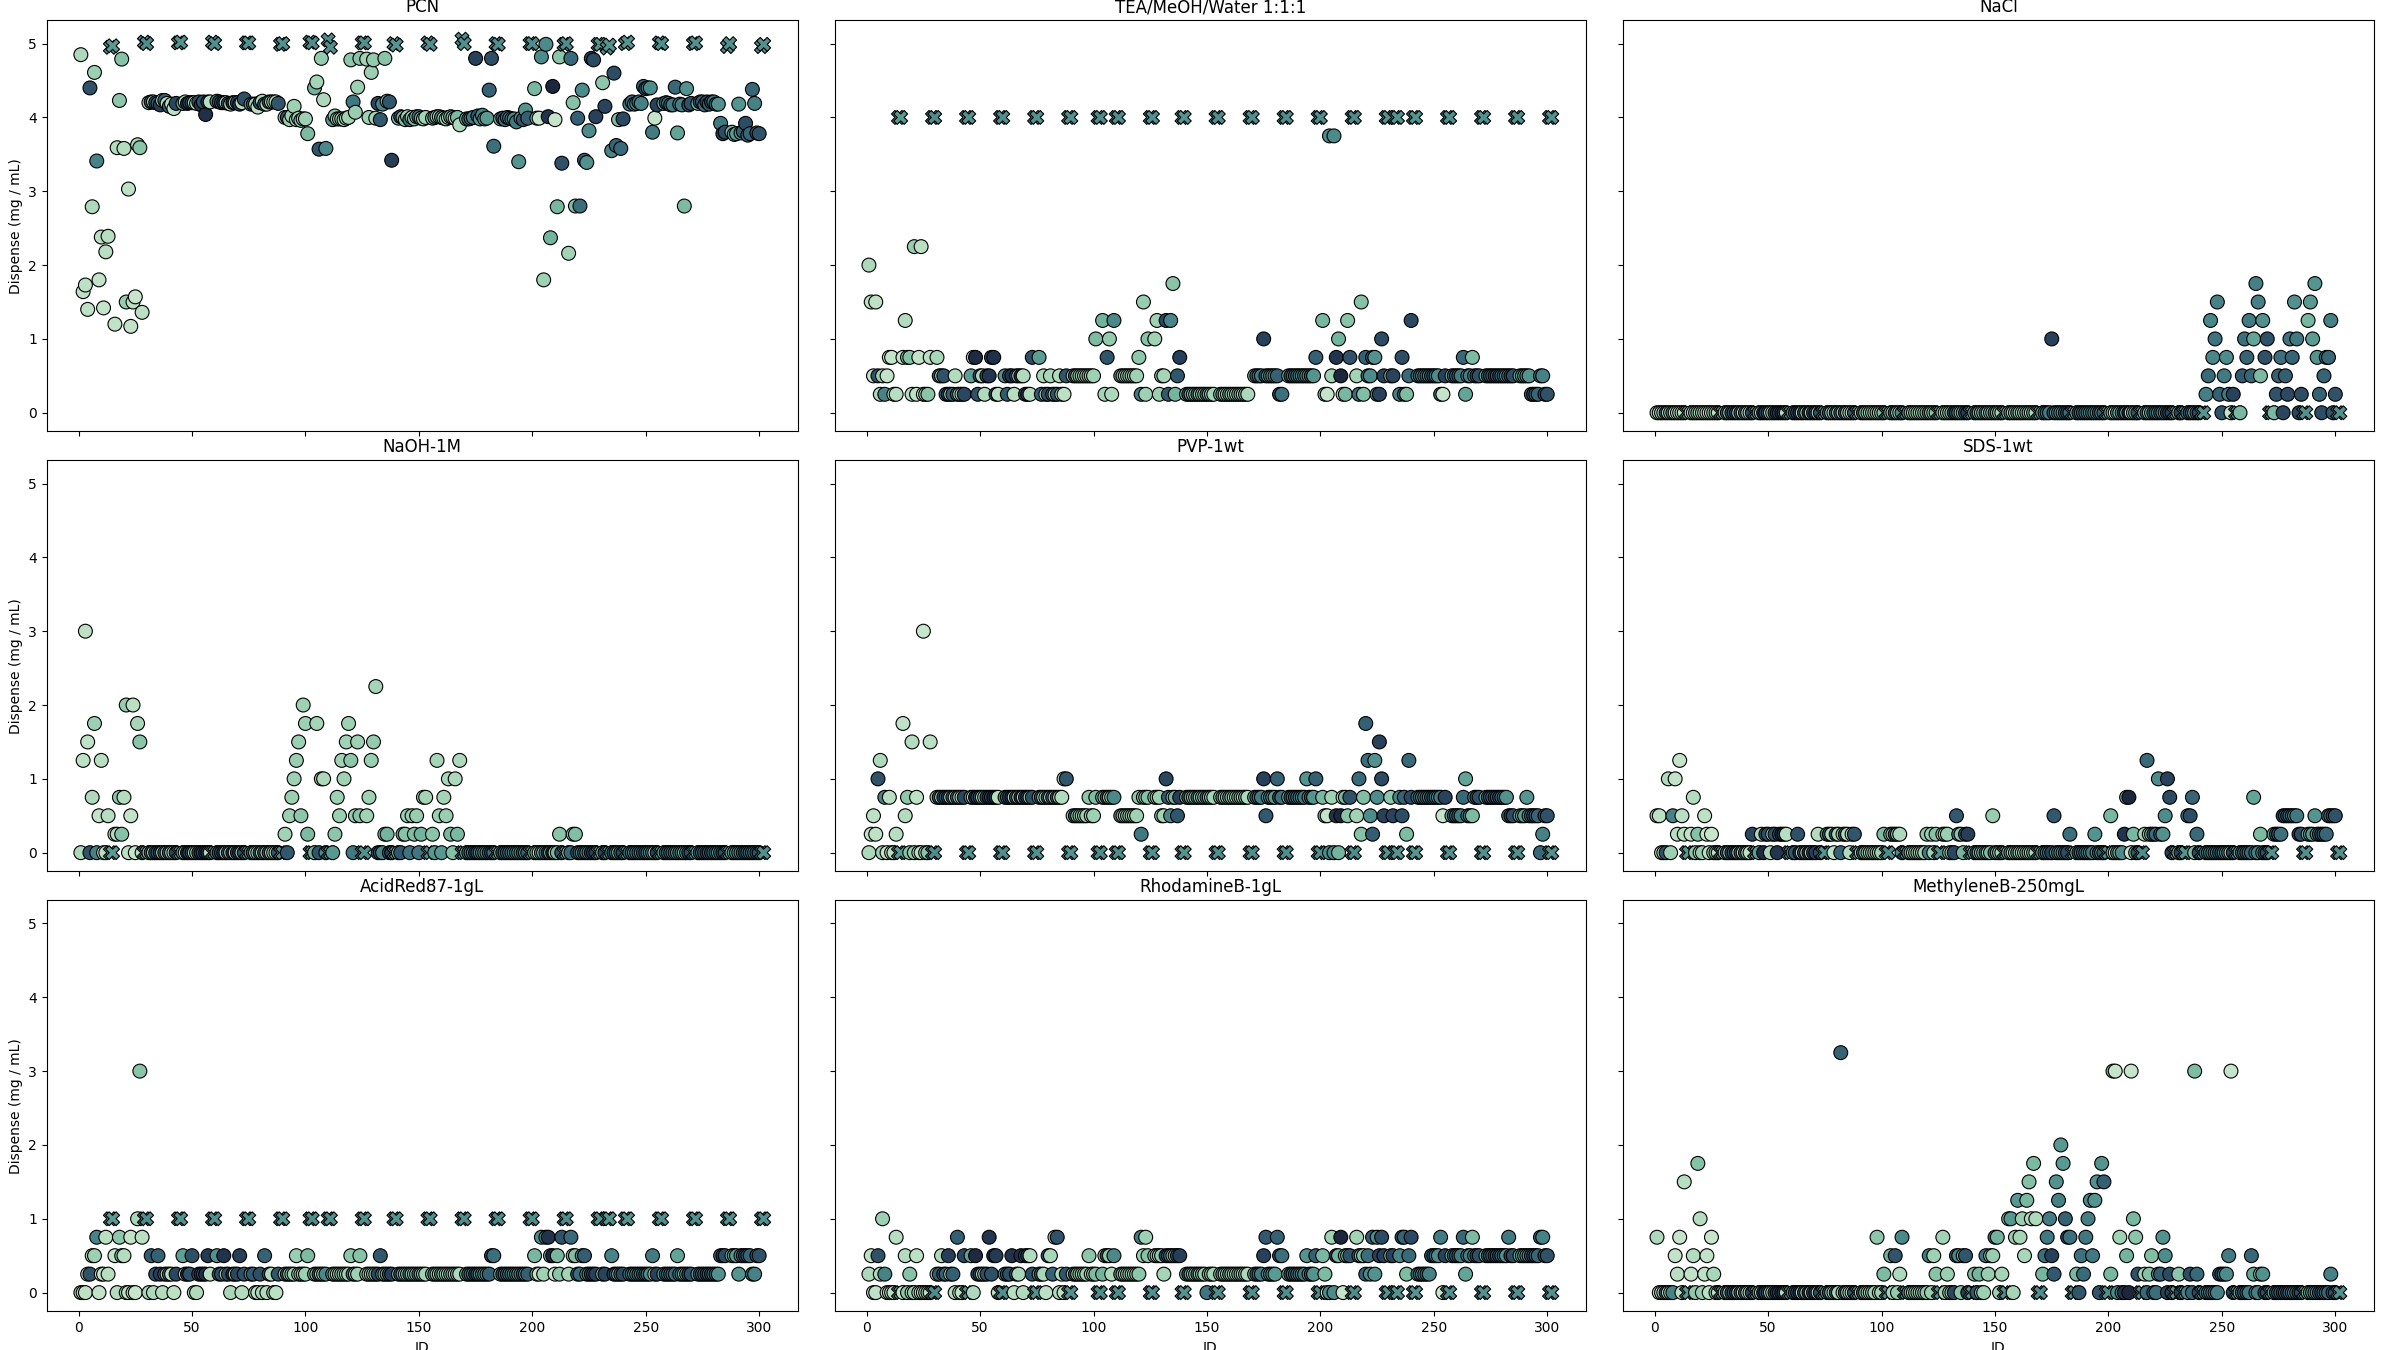 PCN
TEA/MeOH/Water 1:1:1
NaCl
5
4
3
2
1
0
Dispense (mg / mL)
NaOH-1M
PVP-1wt
SDS-1wt
5
4
3
2
1
0
Dispense (mg / mL)
AcidRed87-1gL
RhodamineB-1gL
MethyleneB-250mgL
5
4
3
2
1
0
Dispense (mg / mL)
0 50 100 150 200 250 300
0 50 100 150 200 250 300
0 50 100 150 200 250 300
ID
ID
ID